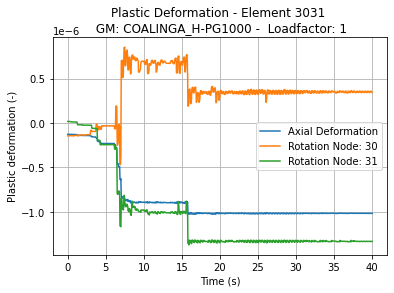 Plastic Deformation - Element 3031
GM: COALINGA_H-PG1000 -  Loadfactor: 1
1e−6
0.5
0.0
−0.5
−1.0
Plastic deformation (-)
Axial Deformation
Rotation Node: 30
Rotation Node: 31
0 5 10 15 20 25 30 35 40
Time (s)